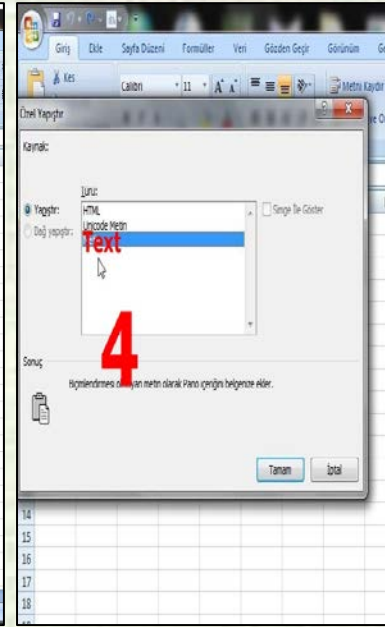 Giriş Ekle Sayfa Düzeni Formüller Veri Gözden Geçir Görünüm
Kes
Calibri 11 A A Metni Kaydır
Özel Yapıştır
Kaynak:
Türü:
Yapıştır:
HTML
Simge İle Göster
Bağ yapıştır:
Unicode Metin
Text
4
Sonuç
Biçimlendirmesi olmayan metin olarak Pano içeriğini belgenize ekler.
Tamam İptal
14
15
16
17
18